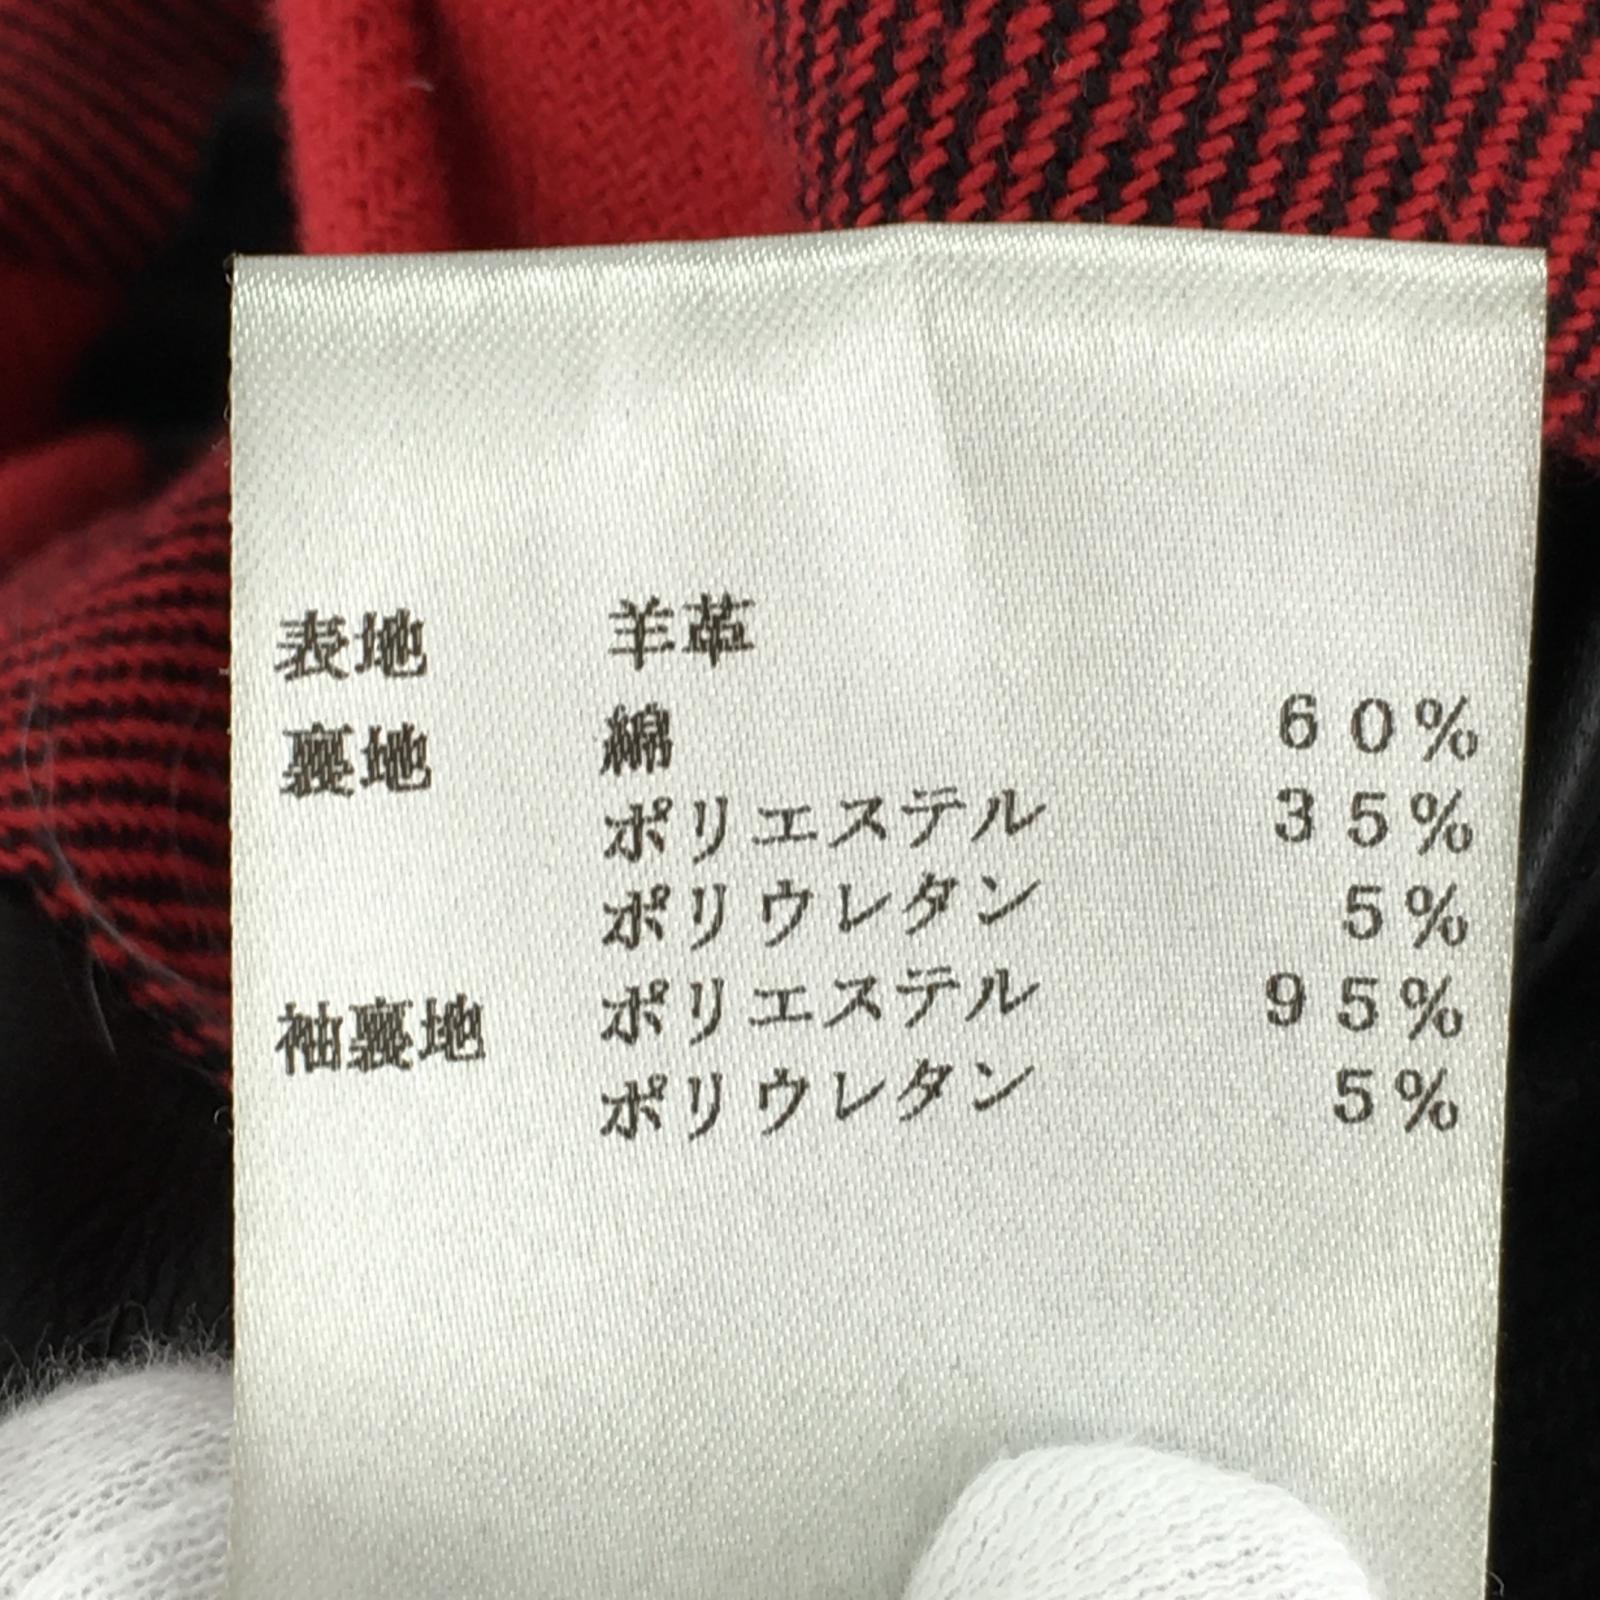 表地 羊革
裏地 綿 60%
ポリエステル 35%
ポリウレタン 5%
袖裏地 ポリエステル 95%
ポリウレタン 5%